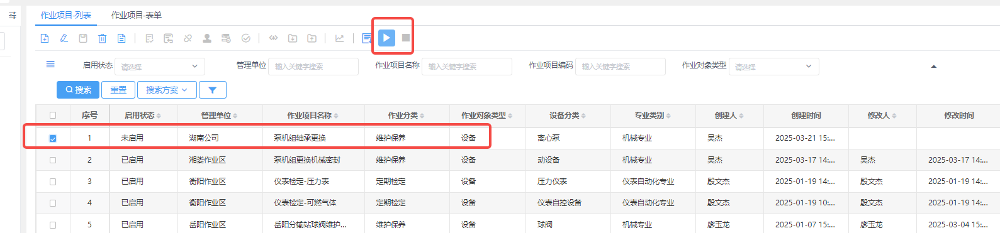 作业项目-列表 作业项目-表单
启用状态 请选择 管理单位 输入关键字搜索 作业项目名称 输入关键字搜索 作业项目编码 输入关键字搜索 作业对象类型 请选择
搜索 重置 搜索方案
序号 启用状态 管理单位 作业项目名称 作业分类 作业对象类型 设备分类 专业类别 创建人 创建时间 修改人 修改时间
1 未启用 湖南公司 泵机组轴承更换 维护保养 设备 离心泵 机械专业 吴杰 2025-03-21 15:...
2 已启用 湘娄作业区 泵机组更换机械密封 维护保养 设备 动设备 机械专业 吴杰 2025-03-17 14:... 吴杰 2025-03-17 14:...
3 已启用 衡阳作业区 仪表检定-压力表 定期检定 设备 压力仪表 仪表自动化专业 殷文杰 2025-01-19 14:... 殷文杰 2025-01-19 14:...
4 已启用 衡阳作业区 仪表检定-可燃气体 定期检定 设备 仪表自控设备 仪表自动化专业 殷文杰 2025-01-19 10:... 殷文杰 2025-01-19 14:...
5 已启用 岳阳作业区 岳阳分输站球阀维护... 维护保养 设备 球阀 机械专业 廖玉龙 2025-01-07 15:... 廖玉龙 2025-03-04 15:...